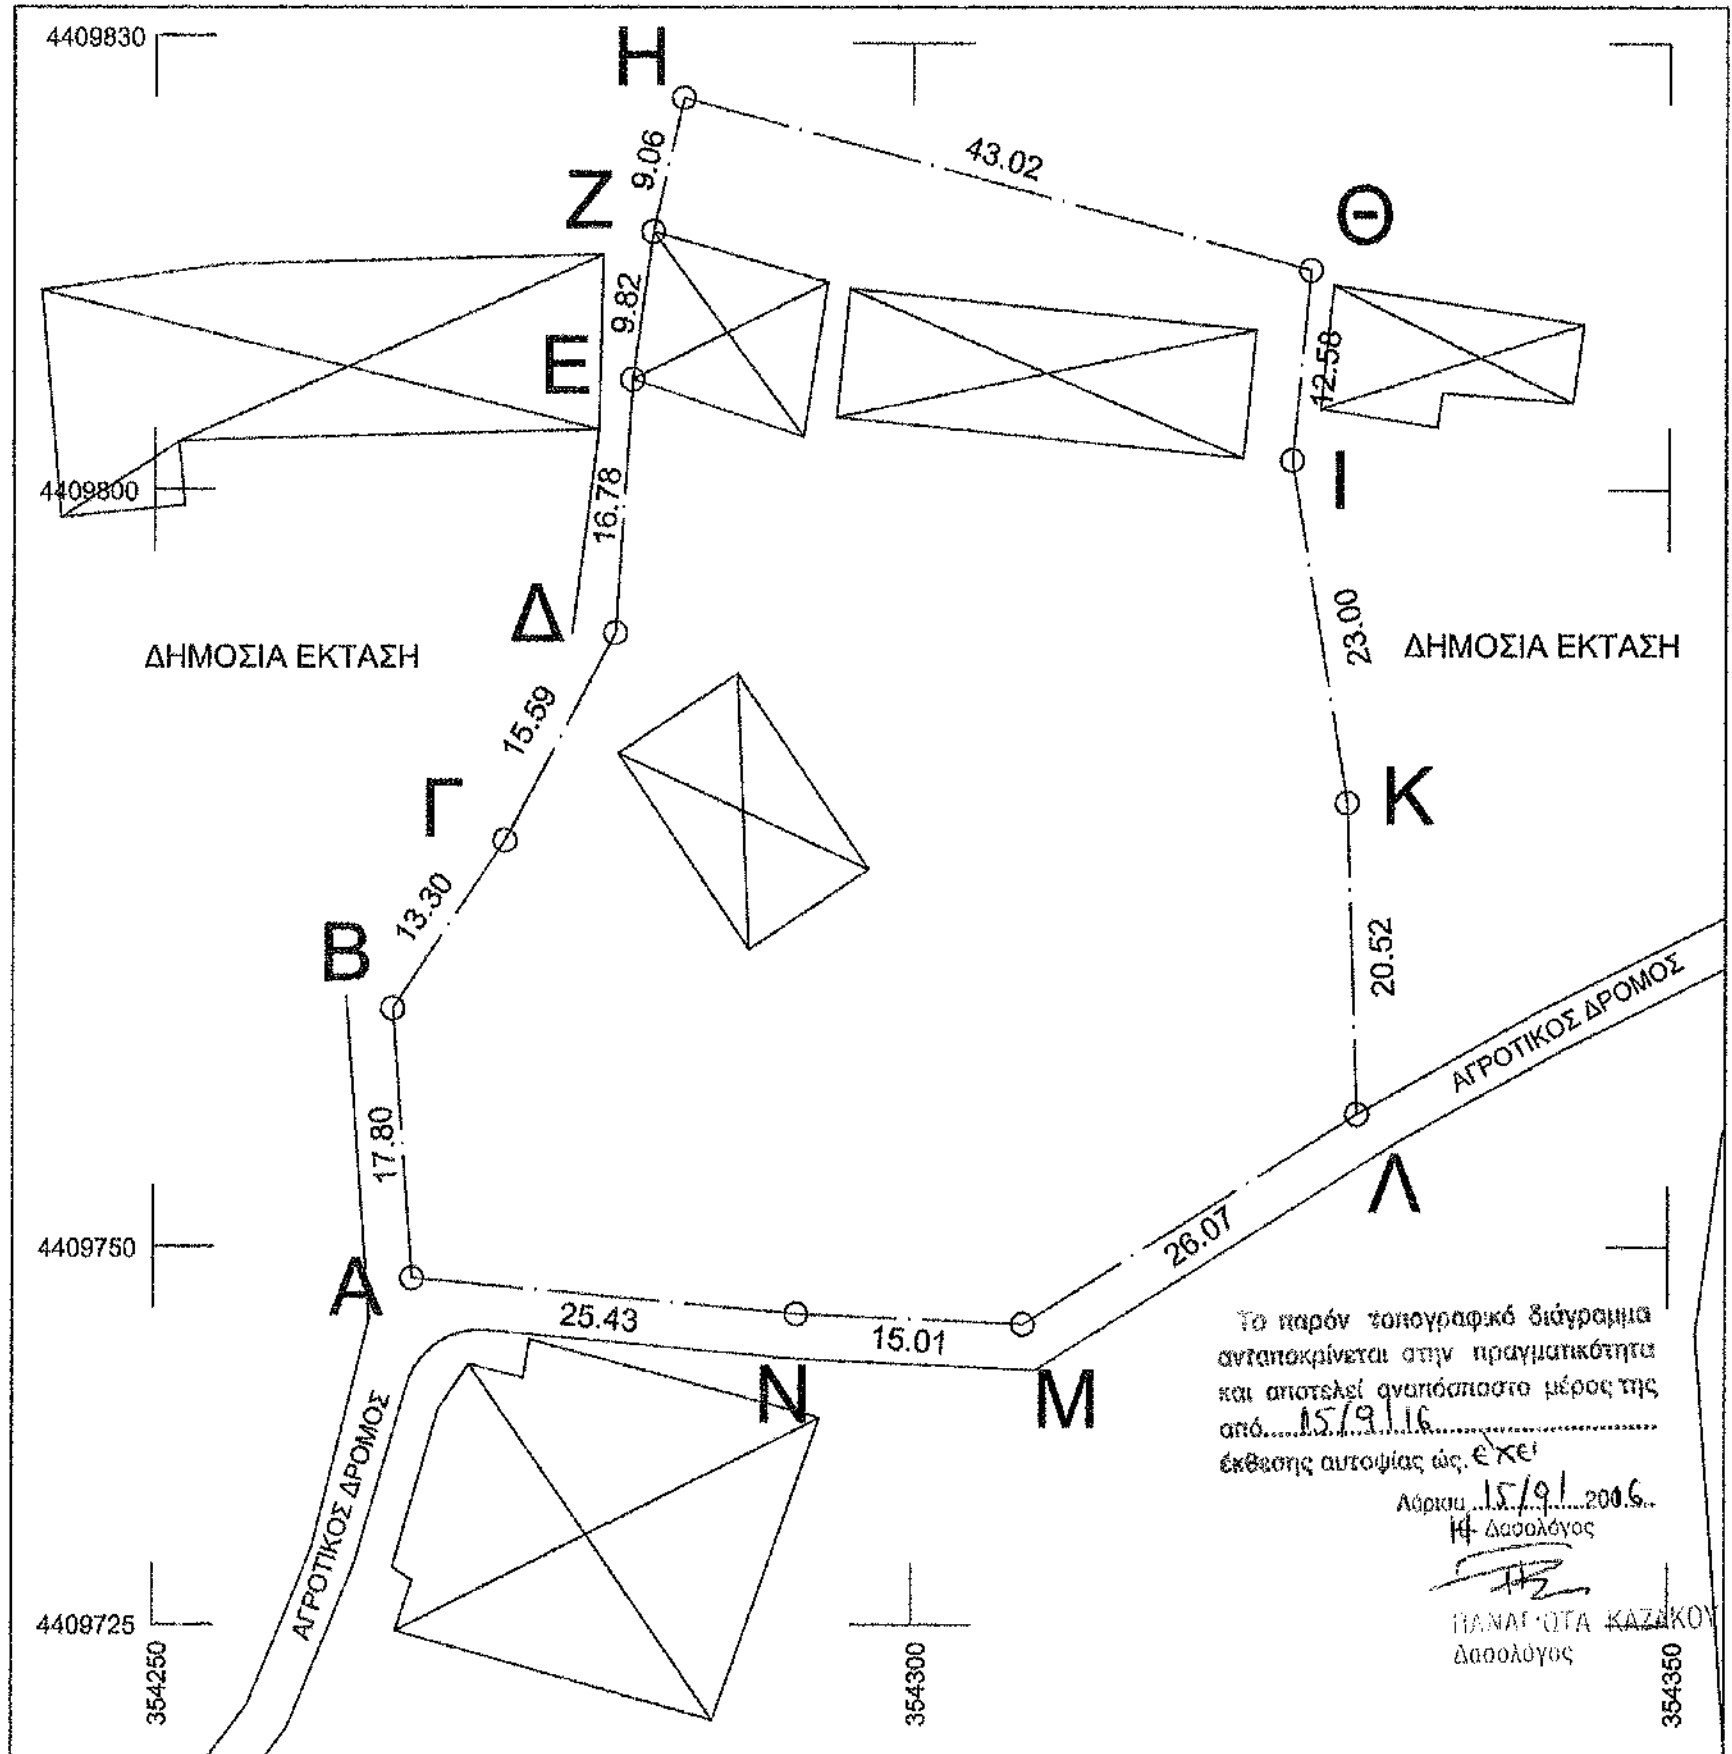 4409830
Η
9.06
43.02
Ζ
Θ
9.82
Ε
12.58
4409800
16.78
Ι
Δ
ΔΗΜΟΣΙΑ ΕΚΤΑΣΗ
23.00
ΔΗΜΟΣΙΑ ΕΚΤΑΣΗ
15.59
Γ
Κ
13.30
Β
20.52
ΑΓΡΟΤΙΚΟΣ ΔΡΟΜΟΣ
17.80
Λ
26.07
4409750
Α
25.43
15.01
Ν
Μ
Το παρόν τοπογραφικό διάγραμμα
ανταποκρίνεται στην πραγματικότητα
και αποτελεί αναπόσπαστο μέρος της
από.....15/9/16.....
έκθεσης αυτοψίας ώς. έχει
Λάρισα ..15/9/..2016..
Η Δασολόγος
ΑΓΡΟΤΙΚΟΣ ΔΡΟΜΟΣ
4409725
ΠΑΝΑΓΙΩΤΑ ΚΑΖΑΚΟΥ
Δασολόγος
354250
354300
354350